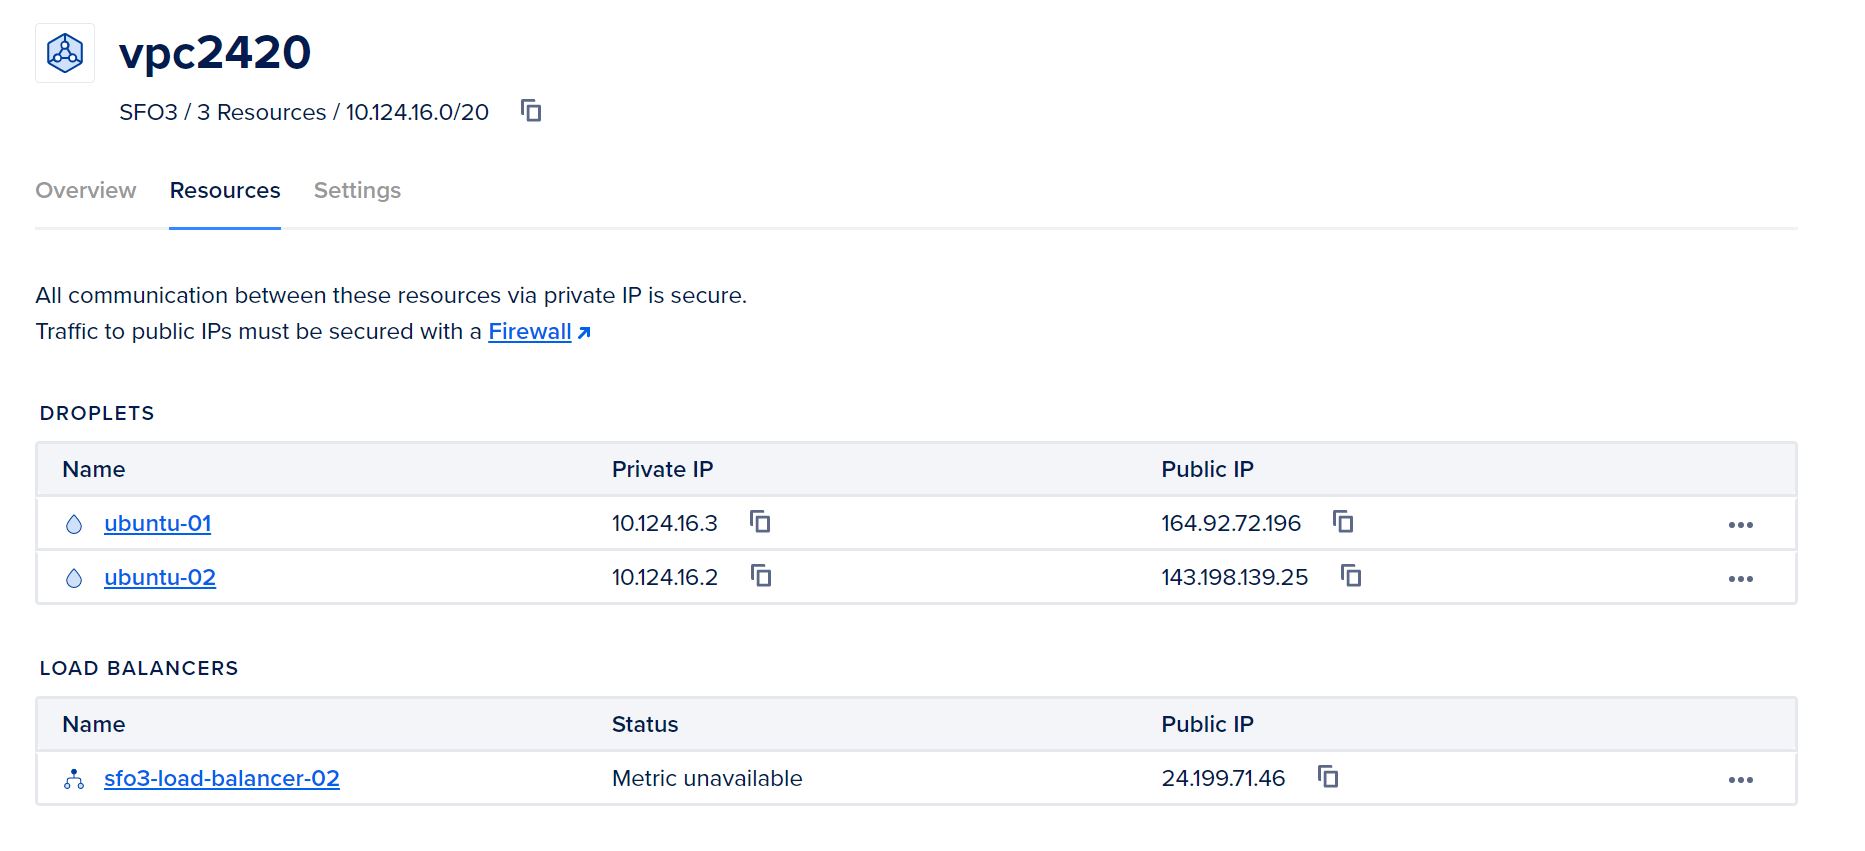 vpc2420
SFO3 / 3 Resources / 10.124.16.0/20
Overview Resources Settings
All communication between these resources via private IP is secure.
Traffic to public IPs must be secured with a Firewall
DROPLETS
Name Private IP Public IP
ubuntu-01 10.124.16.3 164.92.72.196
ubuntu-02 10.124.16.2 143.198.139.25
LOAD BALANCERS
Name Status Public IP
sfo3-load-balancer-02 Metric unavailable 24.199.71.46